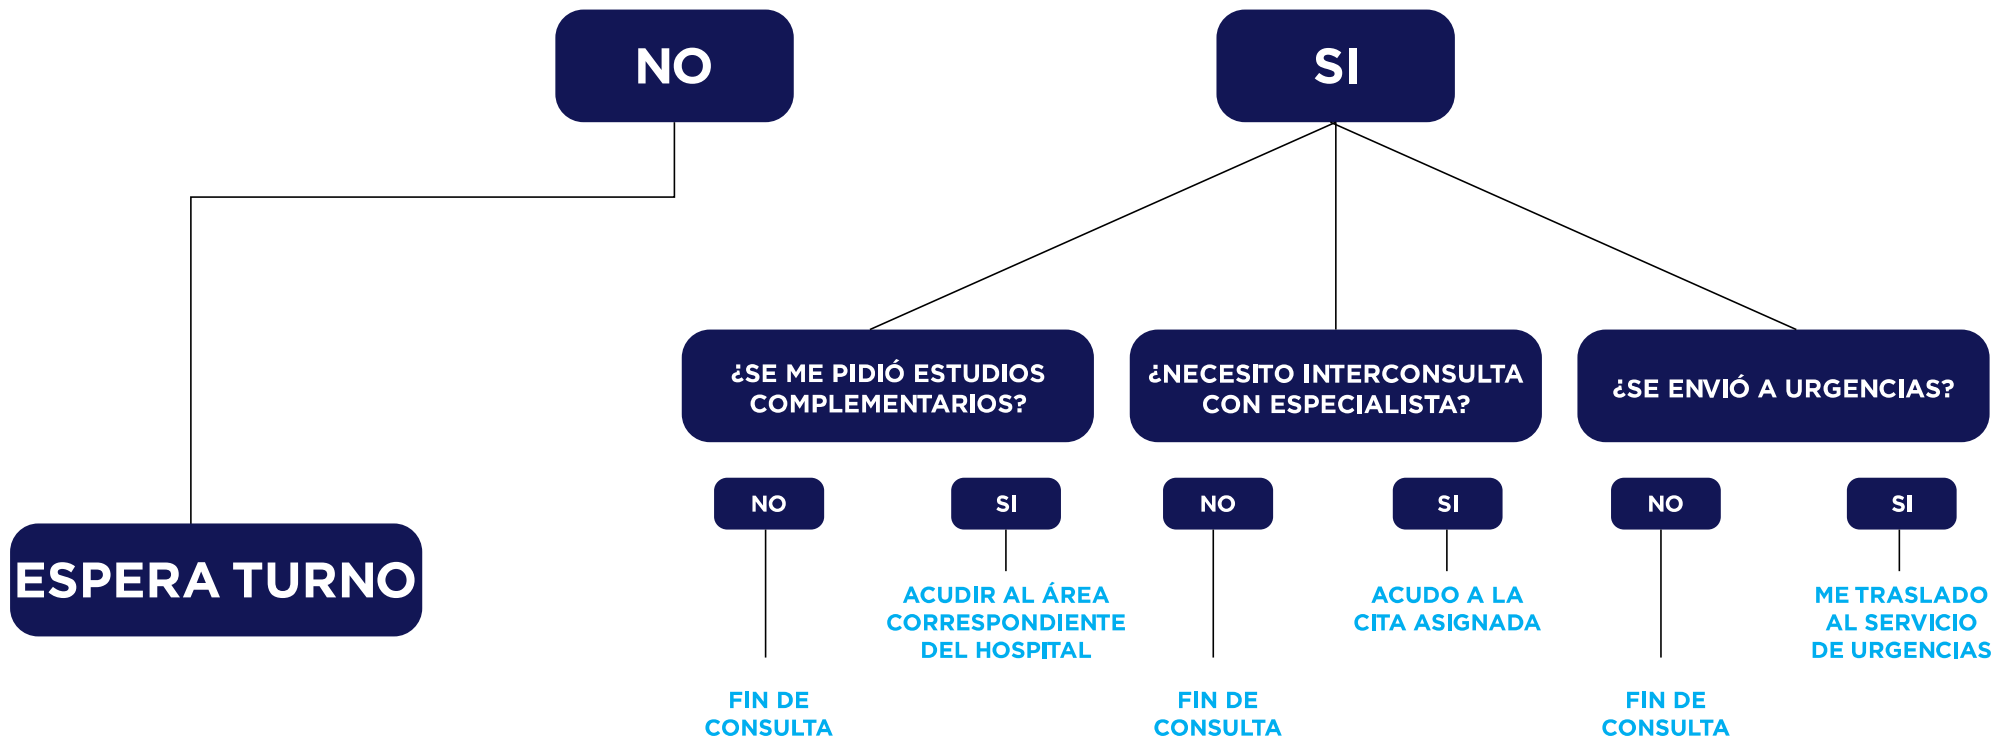 NO
SI
¿SE ME PIDIÓ ESTUDIOS
COMPLEMENTARIOS?
¿NECESITO INTERCONSULTA
CON ESPECIALISTA?
¿SE ENVIÓ A URGENCIAS?
NO
SI
NO
SI
NO
SI
ESPERA TURNO
ACUDIR AL ÁREA
CORRESPONDIENTE
DEL HOSPITAL
ACUDO A LA
CITA ASIGNADA
ME TRASLADO
AL SERVICIO
DE URGENCIAS
FIN DE
CONSULTA
FIN DE
CONSULTA
FIN DE
CONSULTA